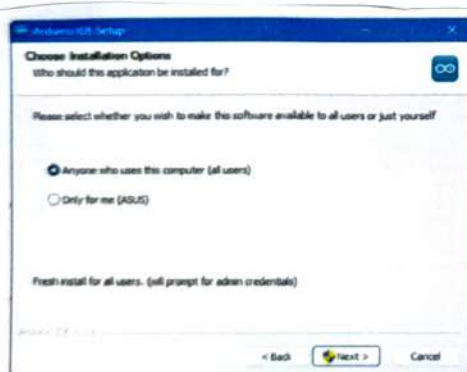 Arduino IDE Setup
Choose Installation Options
Who should this application be installed for?
Please select whether you wish to make this software available to all users or just yourself
Anyone who uses this computer (all users)
Only for me (ASUS)
Fresh install for all users. (will prompt for admin credentials)
Arduino IDE
< Back Next > Cancel